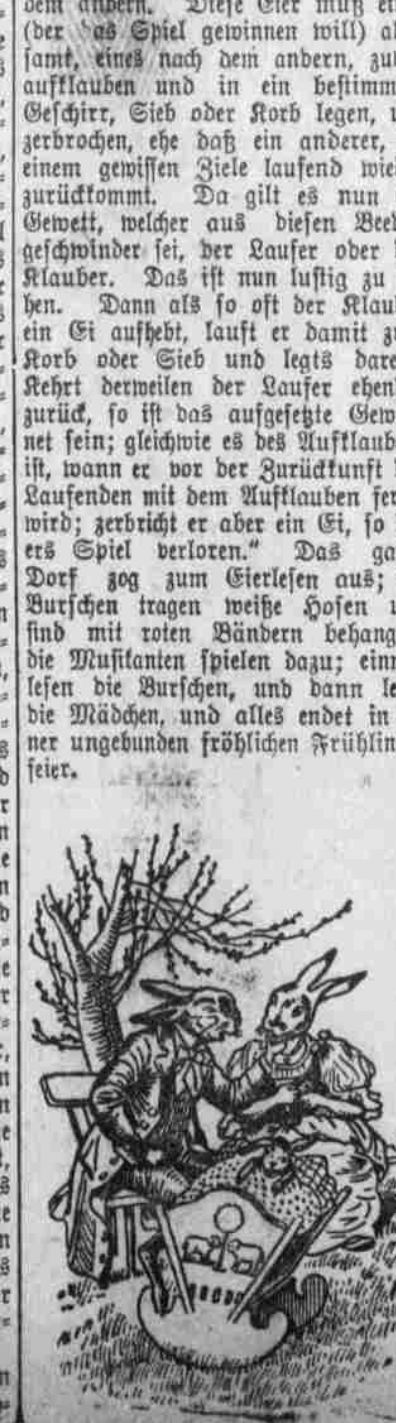 dem andern. Diese Eier muß ei
(der das Spiel gewinnen will) al
samt, eines nach dem andern, zu
aufklauben und in ein bestimm
Geschirr, Sieb oder Korb legen, u
zerbrochen, ehe daß ein anderer,
einem gewissen Ziele laufend wie
zurückkommt. Da gilt es nun
Gewett, welcher aus diesen Bee
geschwinder sei, der Laufer oder
Klauber. Das ist nun lustig zu
hen. Dann als so oft der Klaub
ein Ei aufhebt, lauft er damit zu
Korb oder Sieb und legts dare
Kehrt derweilen der Laufer ehen
zurück, so ist das aufgesetzte Gew
net sein; gleichwie es des Aufklaub
ist, wann er vor der Zurückkunft
Laufenden mit dem Aufklauben fer
wird; zerbricht er aber ein Ei, so
ers Spiel verloren.“ Das ga
Dorf zog zum Eierlesen aus;
Burschen tragen weiße Hosen u
sind mit roten Bändern behang
die Musikanten spielen dazu; einm
lesen die Burschen, und dann le
die Mädchen, und alles endet in
ner ungebunden fröhlichen Frühlin
feier.